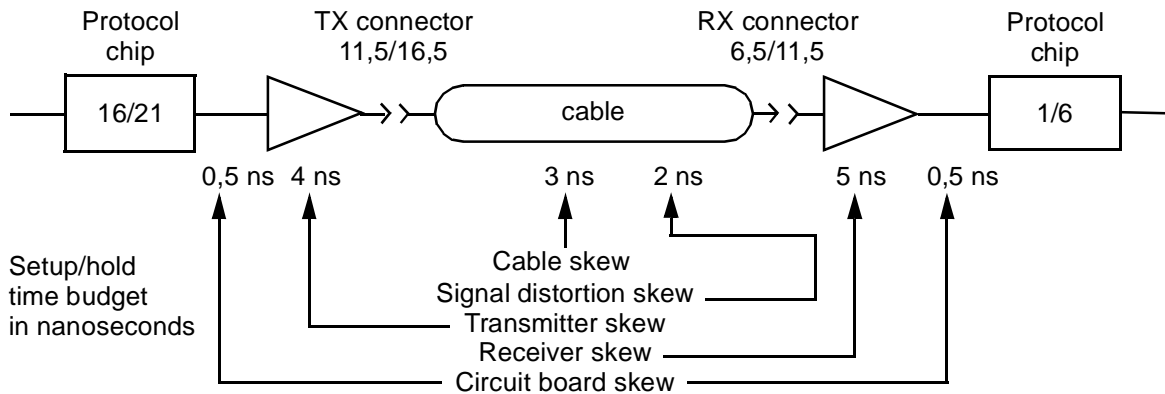 Protocol chip
TX connector
11,5/16,5
RX connector
6,5/11,5
Protocol chip
16/21
cable
1/6
0,5 ns
4 ns
3 ns
2 ns
5 ns
0,5 ns
Setup/hold
time budget
in nanoseconds
Cable skew
Signal distortion skew
Transmitter skew
Receiver skew
Circuit board skew